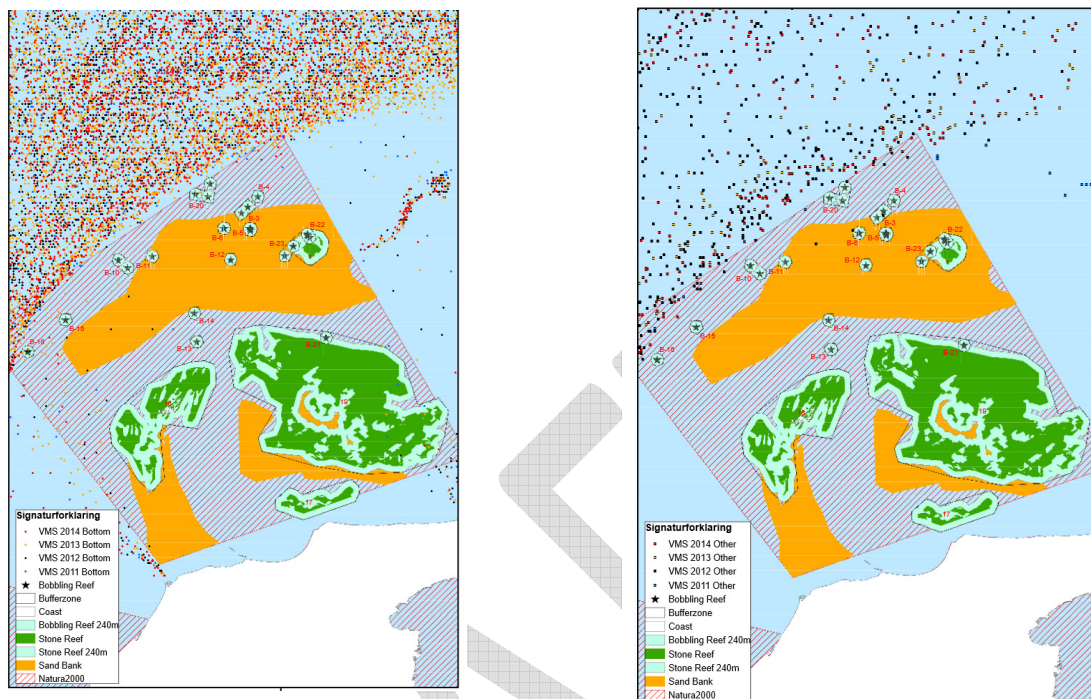 B-4
B-20
B-3
B-22
B-6
B-5
B-23
B-12
B-11
B-10
B-14
B-15
B-21
B-13
B-16
19
17
Signaturforklaring
VMS 2014 Bottom
VMS 2013 Bottom
VMS 2012 Bottom
VMS 2011 Bottom
Bobbling Reef
Bufferzone
Coast
Bobbling Reef 240m
Stone Reef
Stone Reef 240m
Sand Bank
Natura2000
B-4
B-20
B-3
B-6
B-5
B-22
B-23
B-12
B-11
B-10
B-14
B-15
B-21
B-13
B-16
19
17
Signaturforklaring
VMS 2014 Other
VMS 2013 Other
VMS 2012 Other
VMS 2011 Other
Bobbling Reef
Bufferzone
Coast
Bobbling Reef 240m
Stone Reef
Stone Reef 240m
Sand Bank
Natura2000